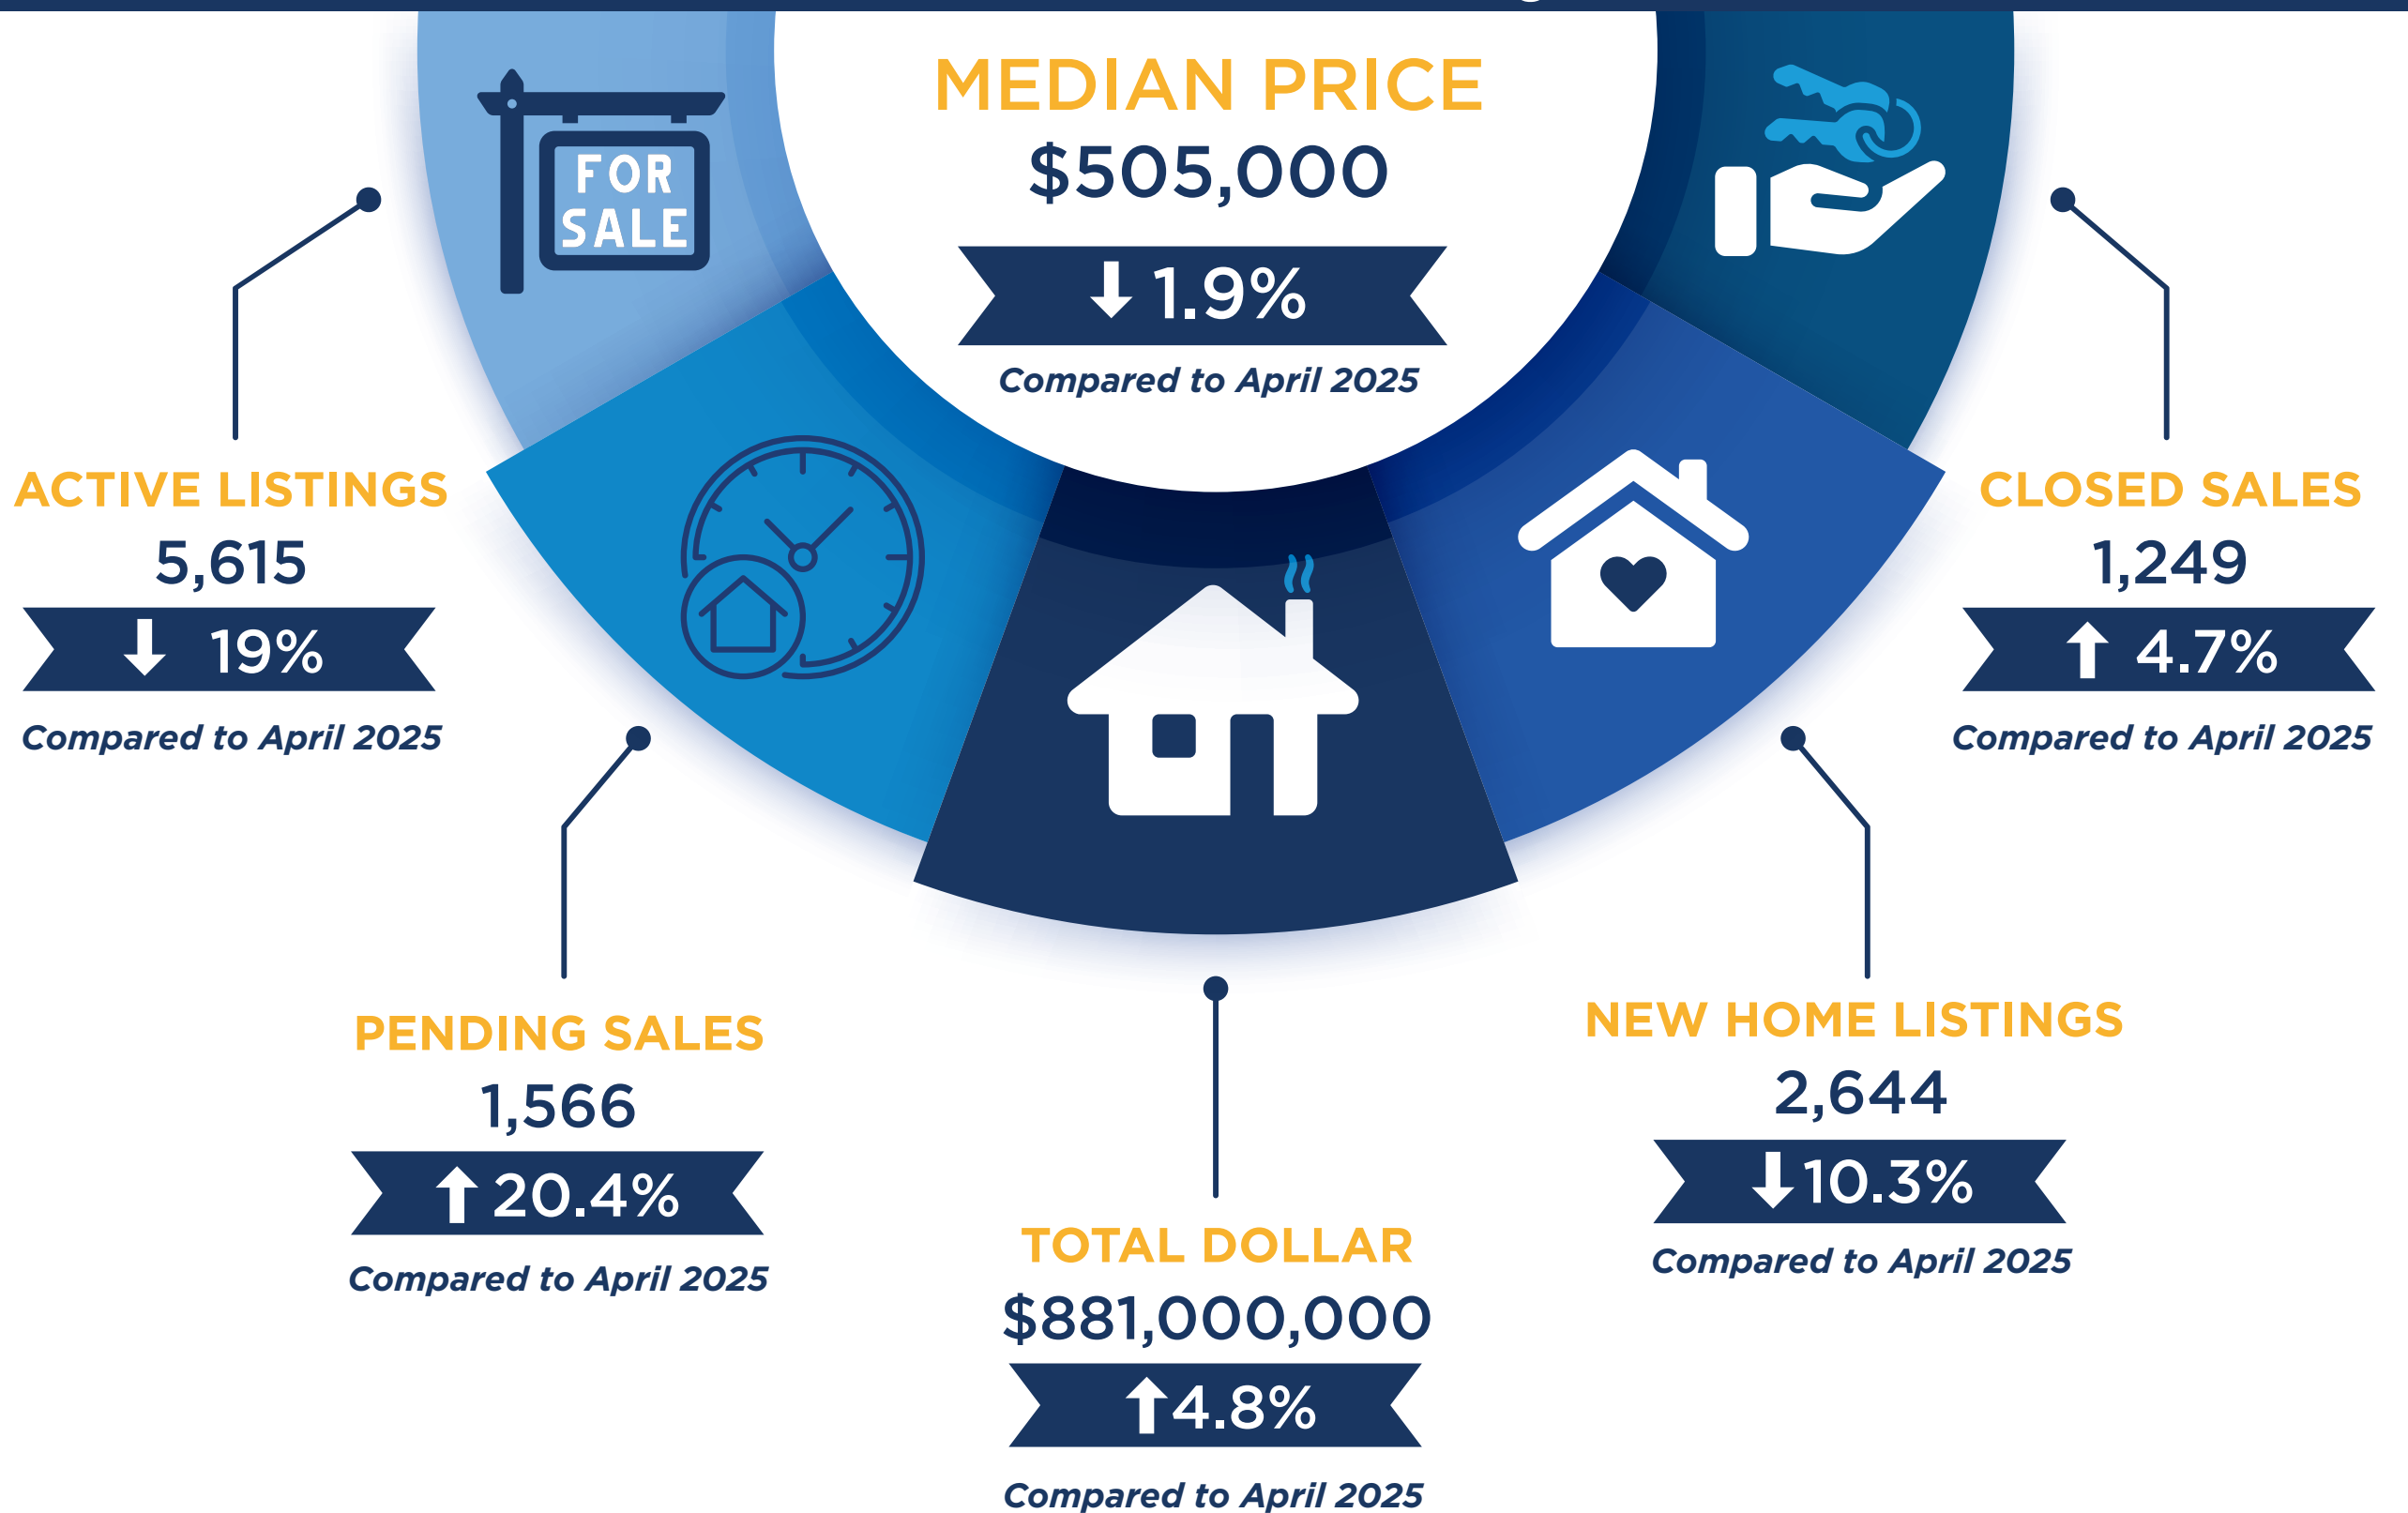 MEDIAN PRICE
$505,000
↓ 1.9%
Compared to April 2025
FOR
SALE
ACTIVE LISTINGS
5,615
↓ 19%
Compared to April 2025
CLOSED SALES
1,249
↑ 4.7%
Compared to April 2025
PENDING SALES
1,566
↑ 20.4%
Compared to April 2025
NEW HOME LISTINGS
2,644
↓ 10.3%
Compared to April 2025
TOTAL DOLLAR
$881,000,000
↑ 4.8%
Compared to April 2025